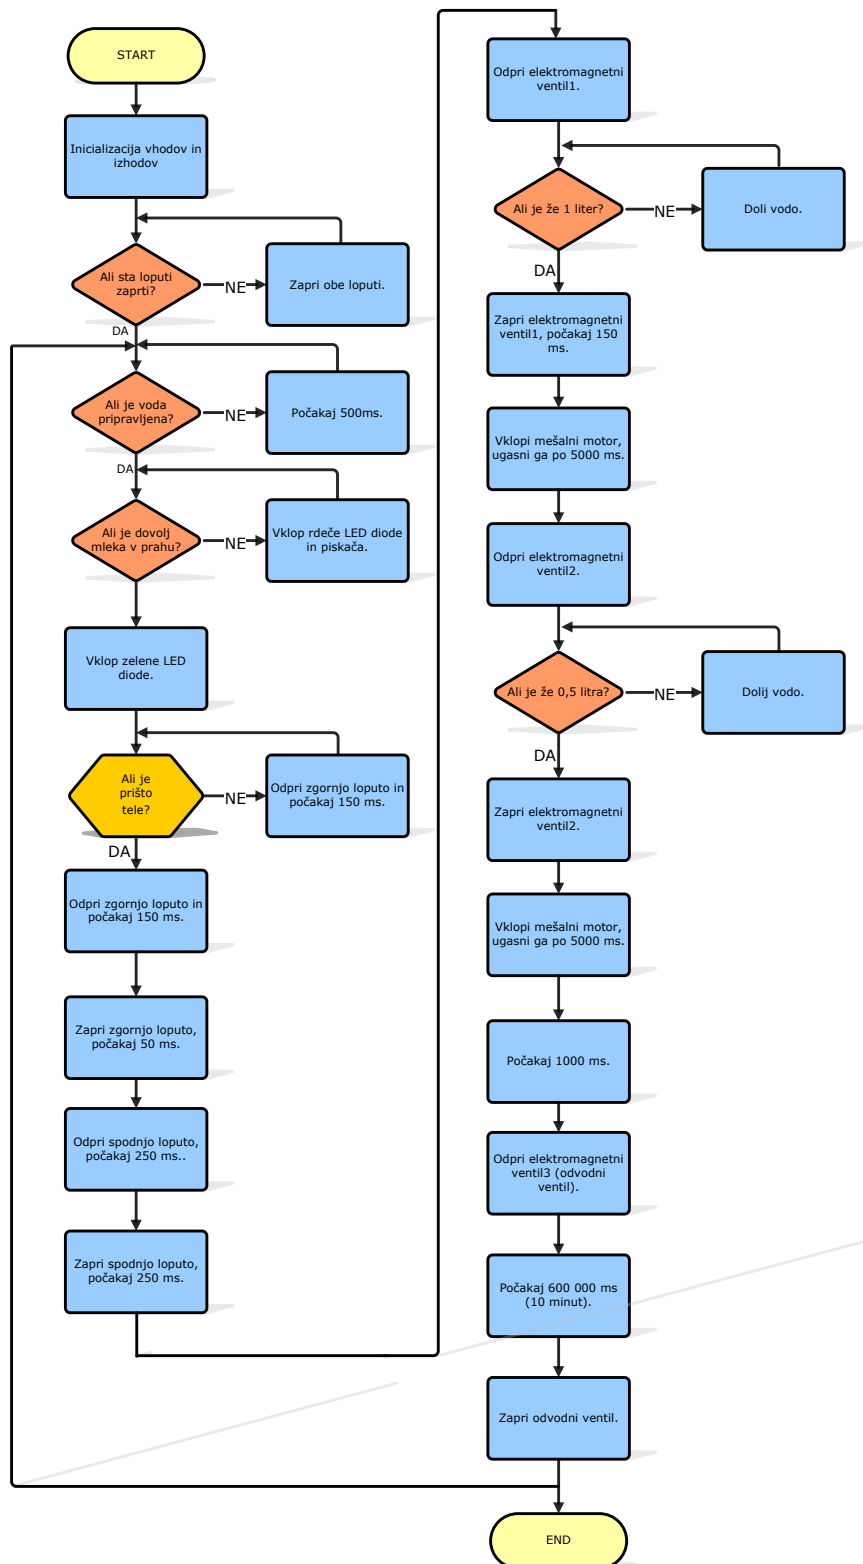 START
Inicializacija vhodov in
izhodov
Ali sta loputi
zaprti?
NE
Zapri obe loputi.
DA
Ali je voda
pripravljena?
NE
Počakaj 500ms.
DA
Ali je dovolj
mleka v prahu?
NE
Vklop rdeče LED diode
in piskača.
Vklop zelene LED
diode.
Ali je
prišto
tele?
NE
Odpri zgornjo loputo in
počakaj 150 ms.
DA
Odpri zgornjo loputo in
počakaj 150 ms.
Zapri zgornjo loputo,
počakaj 50 ms.
Odpri spodnjo loputo,
počakaj 250 ms..
Zapri spodnjo loputo,
počakaj 250 ms.
Odpri elektromagnetni
ventil1.
Ali je že 1 liter?
NE
Doli vodo.
DA
Zapri elektromagnetni
ventil1, počakaj 150
ms.
Vklopi mešalni motor,
ugasni ga po 5000 ms.
Odpri elektromagnetni
ventil2.
Ali je že 0,5 litra?
NE
Dolij vodo.
DA
Zapri elektromagnetni
ventil2.
Vklopi mešalni motor,
ugasni ga po 5000 ms.
Počakaj 1000 ms.
Odpri elektromagnetni
ventil3 (odvodni
ventil).
Počakaj 600 000 ms
(10 minut).
Zapri odvodni ventil.
END